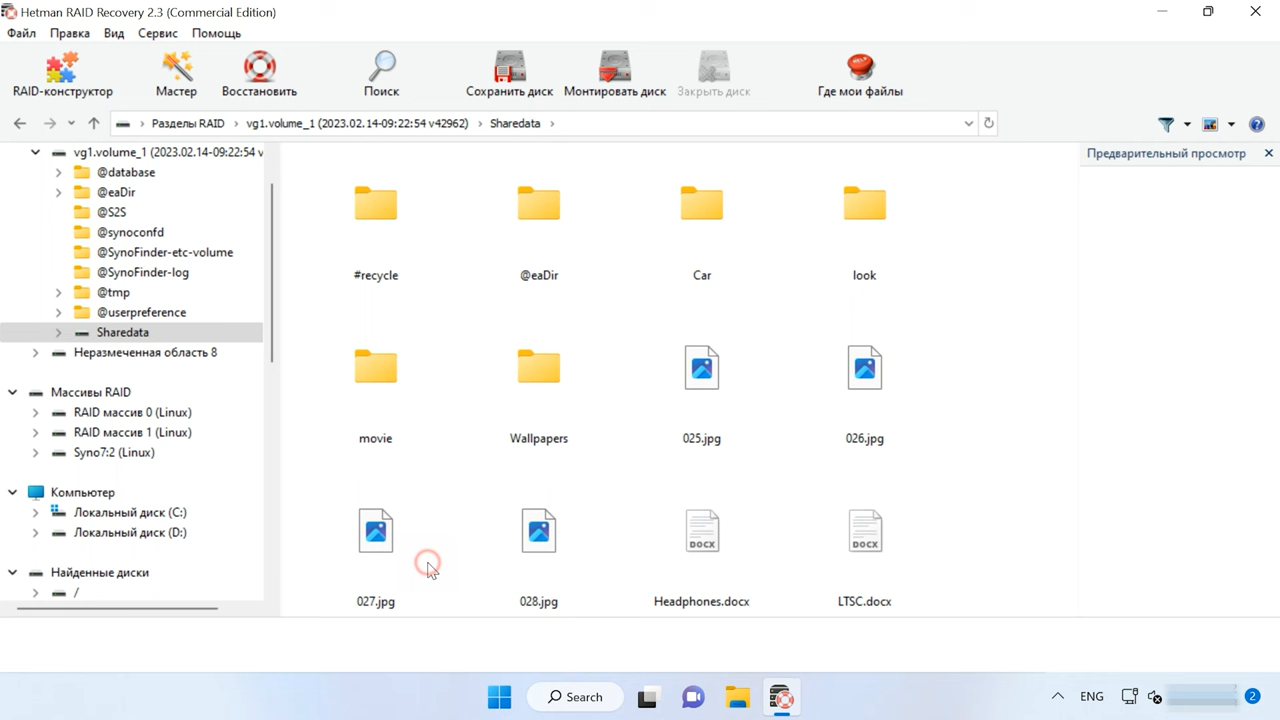 Hetman RAID Recovery 2.3 (Commercial Edition)
Файл Правка Вид Сервис Помощь
RAID-конструктор Мастер Восстановить Поиск Сохранить диск Монтировать диск Закрыть диск Где мои файлы
Разделы RAID vg1.volume_1 (2023.02.14-09:22:54 v42962) Sharedata
vg1.volume_1 (2023.02.14-09:22:54 v
@database
@eaDir
@S2S
@synoconfd
@SynoFinder-etc-volume
@SynoFinder-log
@tmp
@userpreference
Sharedata
Неразмеченная область 8
Массивы RAID
RAID массив 0 (Linux)
RAID массив 1 (Linux)
Syno7:2 (Linux)
Компьютер
Локальный диск (C:)
Локальный диск (D:)
Найденные диски
/
#recycle @eaDir Car look
movie Wallpapers 025.jpg 026.jpg
DOCX DOCX
027.jpg 028.jpg Headphones.docx LTSC.docx
Предварительный просмотр
Search
ENG
2